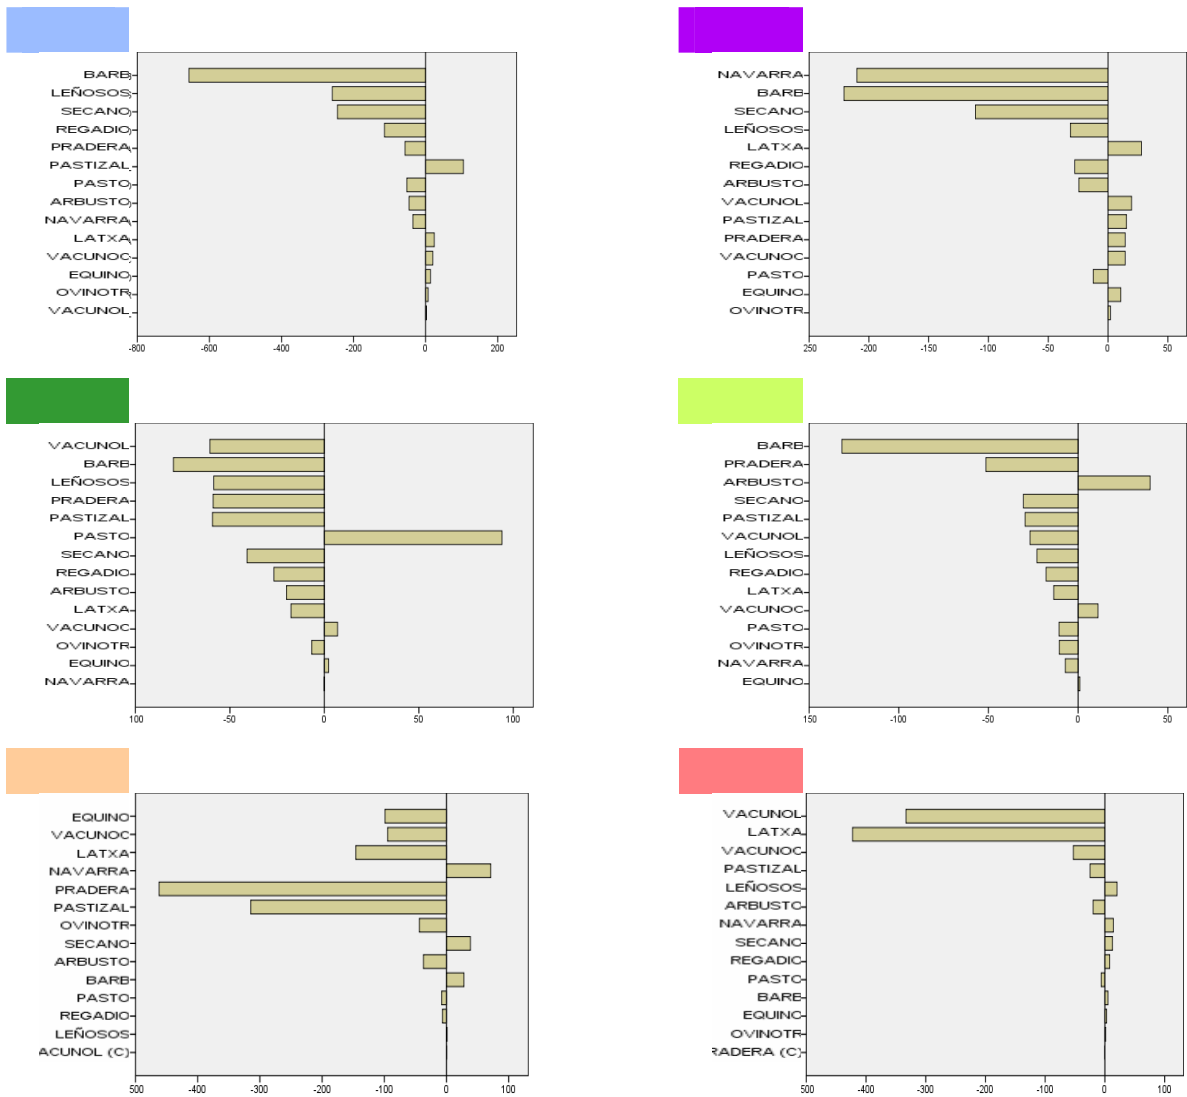 BARB
LEÑOSOS
SECANO
REGADIO
PRADERA
PASTIZAL
PASTO
ARBUSTO
NAVARRA
LATXA
VACUNOC
EQUINO
OVINOTR
VACUNOL
-800 -600 -400 -200 0 200
NAVARRA
BARB
SECANO
LEÑOSOS
LATXA
REGADIO
ARBUSTO
VACUNOL
PASTIZAL
PRADERA
VACUNOC
PASTO
EQUINO
OVINOTR
250 -200 -150 -100 -50 0 50
VACUNOL
BARB
LEÑOSOS
PRADERA
PASTIZAL
PASTO
SECANO
REGADIO
ARBUSTO
LATXA
VACUNOC
OVINOTR
EQUINO
NAVARRA
100 -50 0 50 100
BARB
PRADERA
ARBUSTO
SECANO
PASTIZAL
VACUNOL
LEÑOSOS
REGADIO
LATXA
VACUNOC
PASTO
OVINOTR
NAVARRA
EQUINO
150 -100 -50 0 50
EQUINO
VACUNOC
LATXA
NAVARRA
PRADERA
PASTIZAL
OVINOTR
SECANO
ARBUSTO
BARB
PASTO
REGADIO
LEÑOSOS
ACUNOL (C)
500 -400 -300 -200 -100 0 100
VACUNOL
LATXA
VACUNOC
PASTIZAL
LEÑOSOS
ARBUSTO
NAVARRA
SECANO
REGADIO
PASTO
BARB
EQUINO
OVINOTR
RADERA (C)
500 -400 -300 -200 -100 0 100